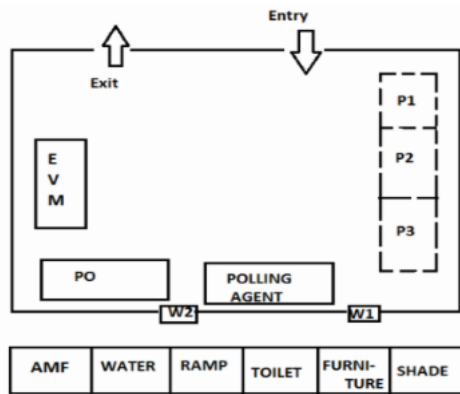 Entry
Exit
P1
P2
P3
E
V
M
PO
POLLING
AGENT
W2
W1
AMF
WATER
RAMP
TOILET
FURNI-
TURE
SHADE